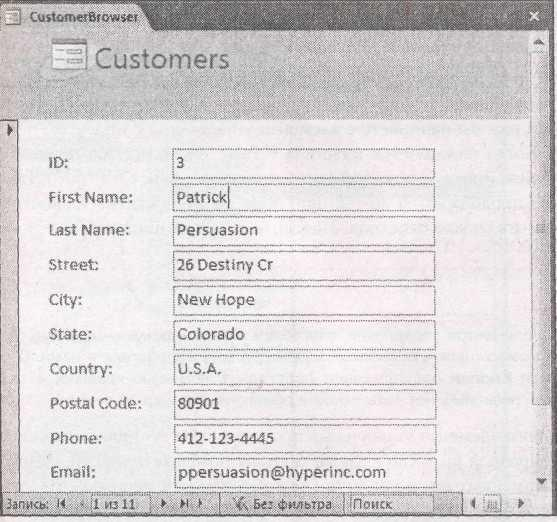 CustomerBrowser
Customers
ID: 3
First Name: Patrick
Last Name: Persuasion
Street: 26 Destiny Cr
City: New Hope
State: Colorado
Country: U.S.A.
Postal Code: 80901
Phone: 412-123-4445
Email: ppersuasion@hyperinc.com
Запись: 1 из 11 Без фильтра Поиск